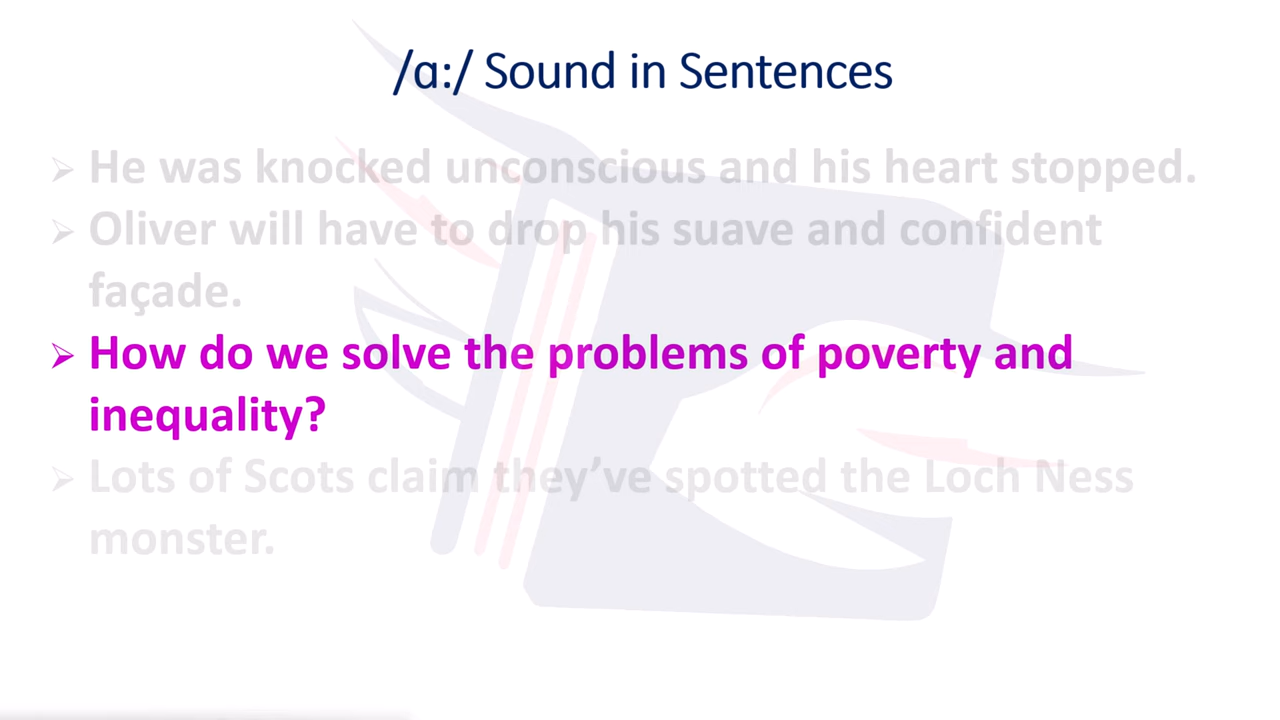 /ɑ:/ Sound in Sentences
➢ He was knocked unconscious and his heart stopped.
➢ Oliver will have to drop his suave and confident
façade.
➢ How do we solve the problems of poverty and
inequality?
➢ Lots of Scots claim they’ve spotted the Loch Ness
monster.